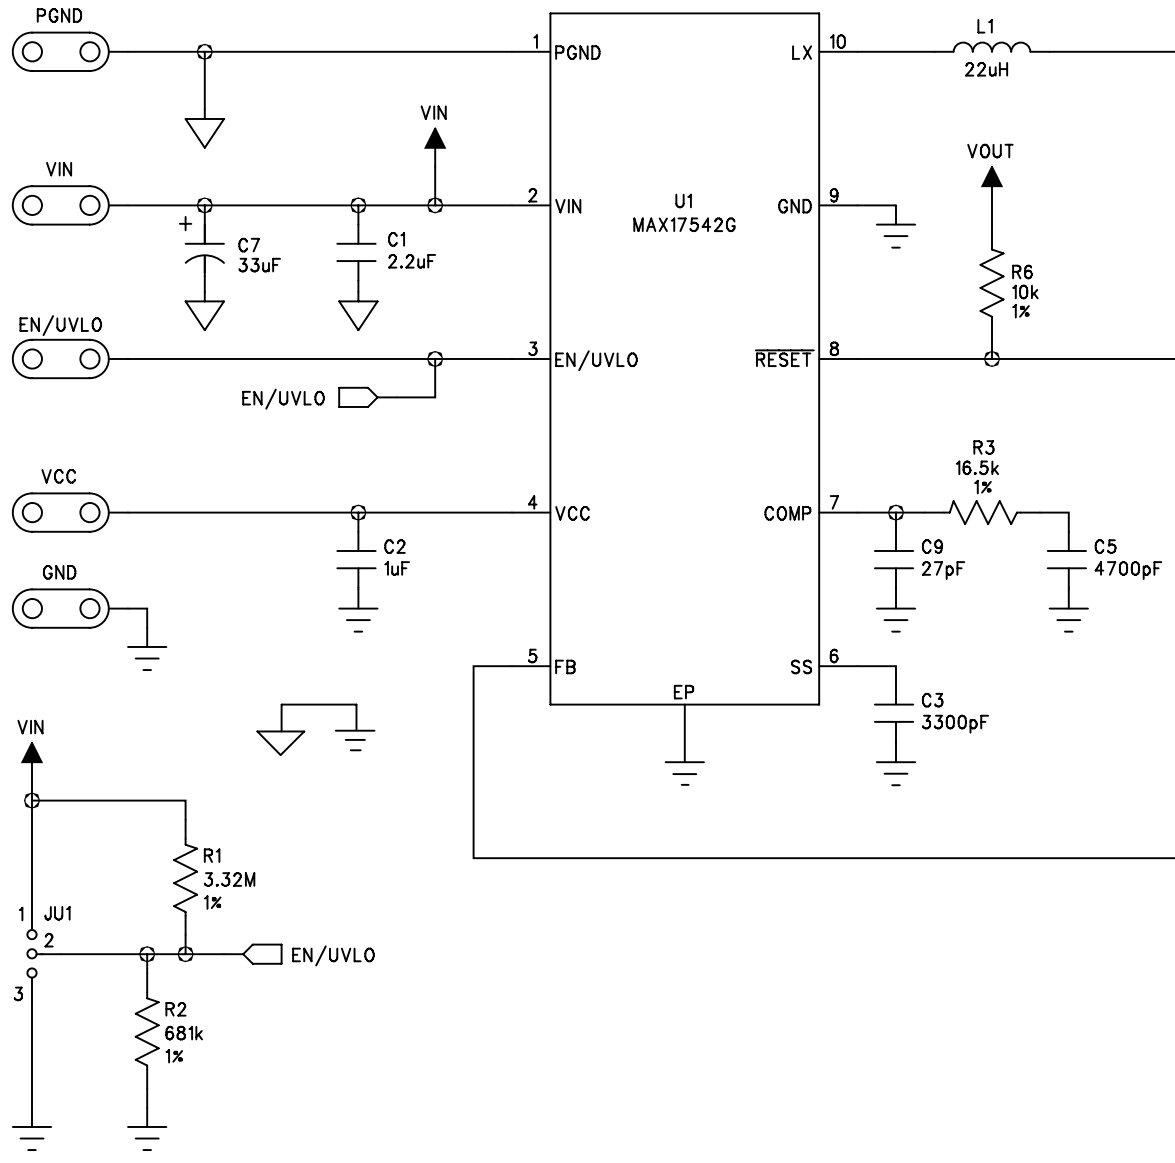 PGND
1
PGND
LX
10
L1
22uH
VIN
VOUT
VIN
2
VIN
U1
MAX17542G
GND
9
+
C7
33uF
C1
2.2uF
R6
10k
1%
EN/UVLO
3
EN/UVLO
RESET
8
EN/UVLO
VCC
4
VCC
COMP
7
R3
16.5k
1%
C2
1uF
C9
27pF
C5
4700pF
GND
5
FB
SS
6
EP
C3
3300pF
VIN
R1
3.32M
1%
1
JU1
2
3
EN/UVLO
R2
681k
1%